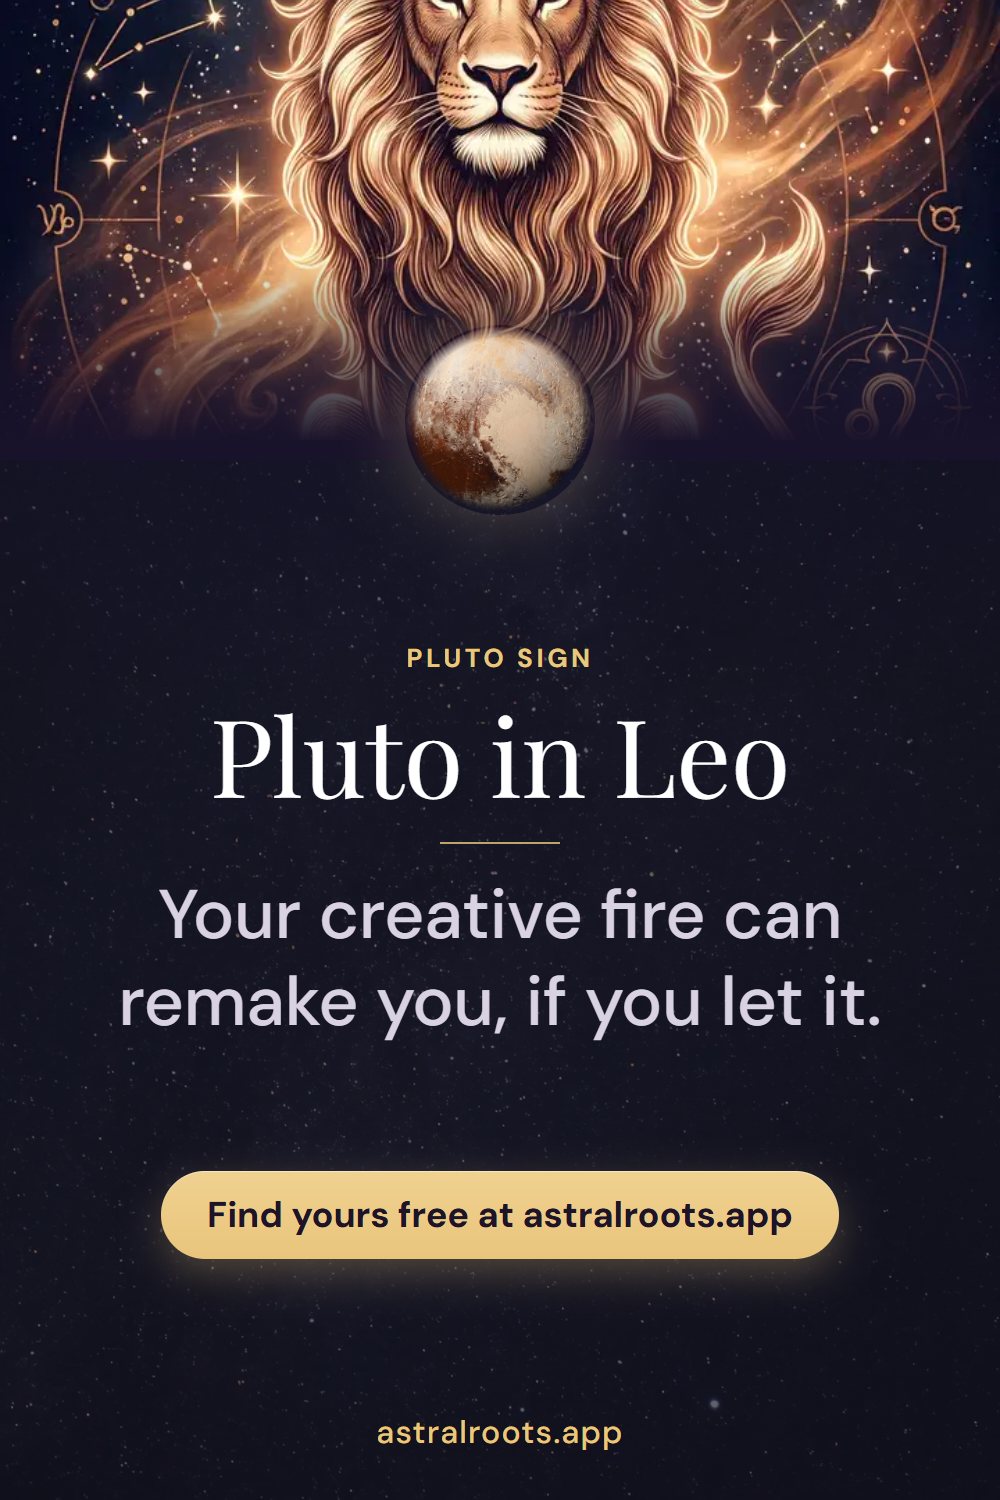 PLUTO SIGN
Pluto in Leo
Your creative fire can
remake you, if you let it.
Find yours free at astralroots.app
astralroots.app